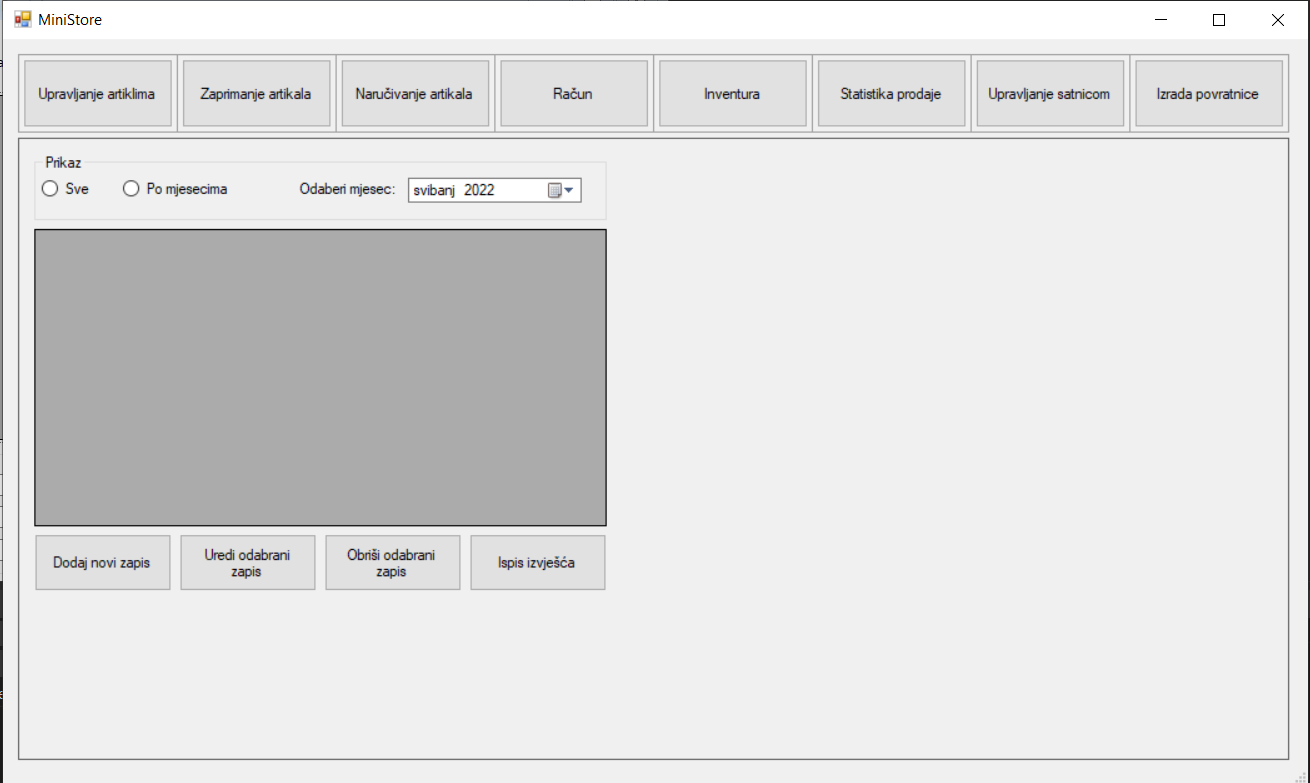 MiniStore
Upravljanje artiklima
Zaprimanje artikala
Naručivanje artikala
Račun
Inventura
Statistika prodaje
Upravljanje satnicom
Izrada povratnice
Prikaz
Sve
Po mjesecima
Odaberi mjesec:
svibanj 2022
Dodaj novi zapis
Uredi odabrani
zapis
Obriši odabrani
zapis
Ispis izvješća